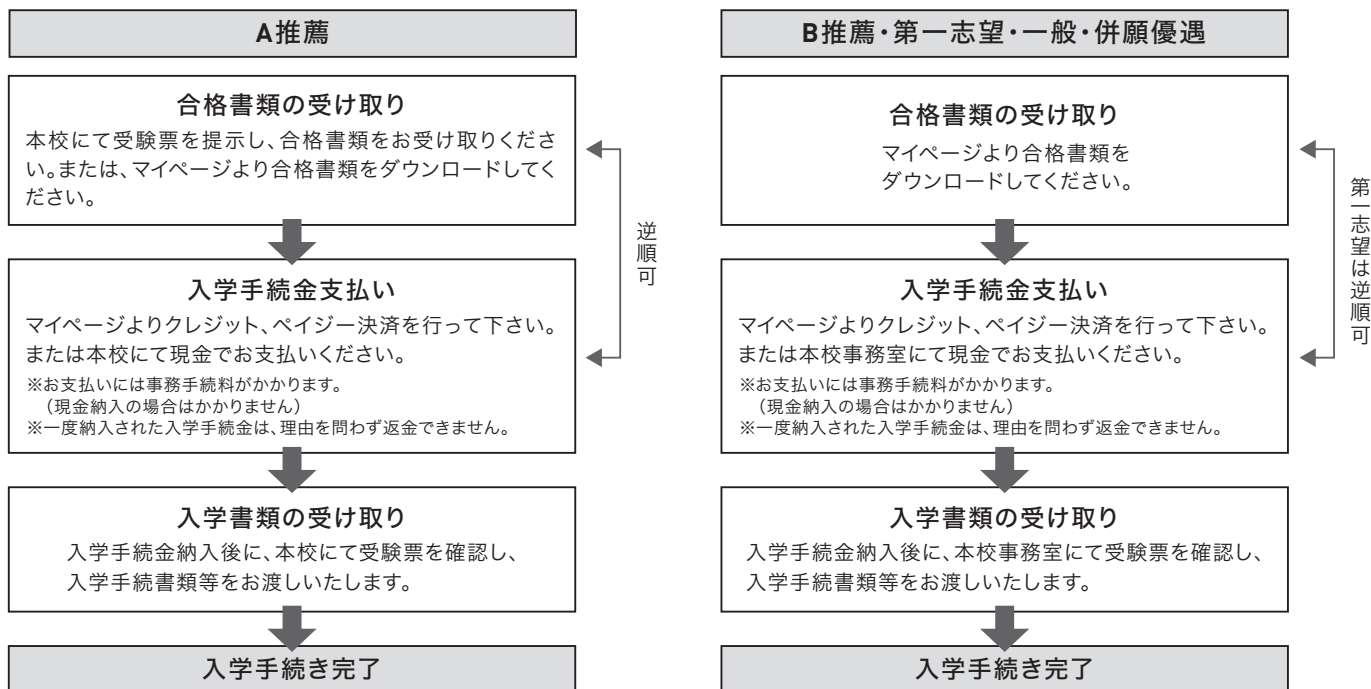 A推薦
合格書類の受け取り
本校にて受験票を提示し、合格書類をお受け取りくださ
い。または、マイページより合格書類をダウンロードしてく
ださい。
逆順可
入学手続金支払い
マイページよりクレジット、ペイジー決済を行って下さい。
または本校にて現金でお支払いください。
※お支払いには事務手続料がかかります。
（現金納入の場合はかかりません）
※一度納入された入学手続金は、理由を問わず返金できません。
入学書類の受け取り
入学手続金納入後に、本校にて受験票を確認し、
入学手続書類等をお渡しいたします。
入学手続き完了
B推薦・第一志望・一般・併願優遇
合格書類の受け取り
マイページより合格書類を
ダウンロードしてください。
第一志望は逆順可
入学手続金支払い
マイページよりクレジット、ペイジー決済を行って下さい。
または本校事務室にて現金でお支払いください。
※お支払いには事務手続料がかかります。
（現金納入の場合はかかりません）
※一度納入された入学手続金は、理由を問わず返金できません。
入学書類の受け取り
入学手続金納入後に、本校事務室にて受験票を確認し、
入学手続書類等をお渡しいたします。
入学手続き完了